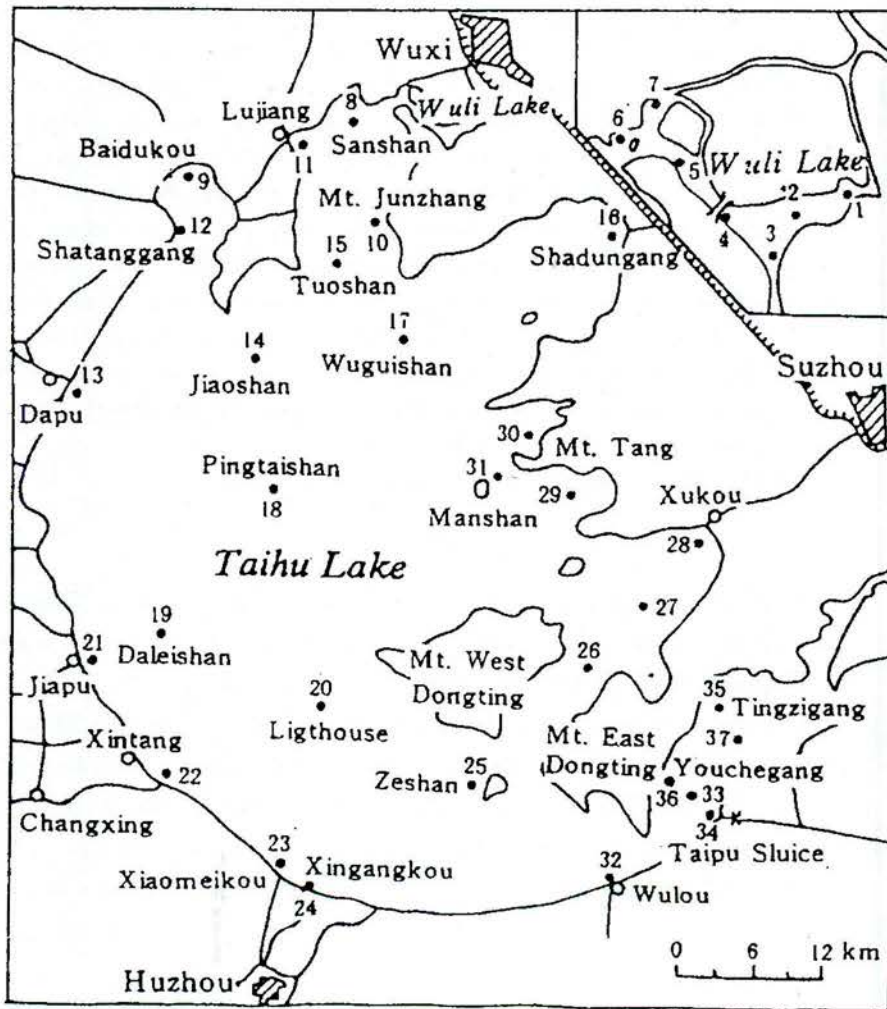 Wuxi
Wuli Lake
7
6
Wuli Lake
5
2
1
4
3
Lujiang
8
Sanshan
11
Baidukou
9
Mt. Junzhang
10
12
Shatanggang
15
Tuoshan
16
Shadungang
14
Jiaoshan
17
Wuguishan
13
Dapu
Suzhou
30
Mt. Tang
Pingtaishan
18
31
Manshan
29
Xukou
28
Taihu Lake
27
19
Daleishan
21
Jiapu
Mt. West
Dongting
26
20
Ligthouse
35
Tingzigang
37
Xintang
22
Mt. East
Dongting
Youchegang
25
Zeshan
36
33
34
Changxing
Taipu Sluice
23
Xiaomeikou
Xingangkou
24
32
Wulou
Huzhou
0 6 12 km